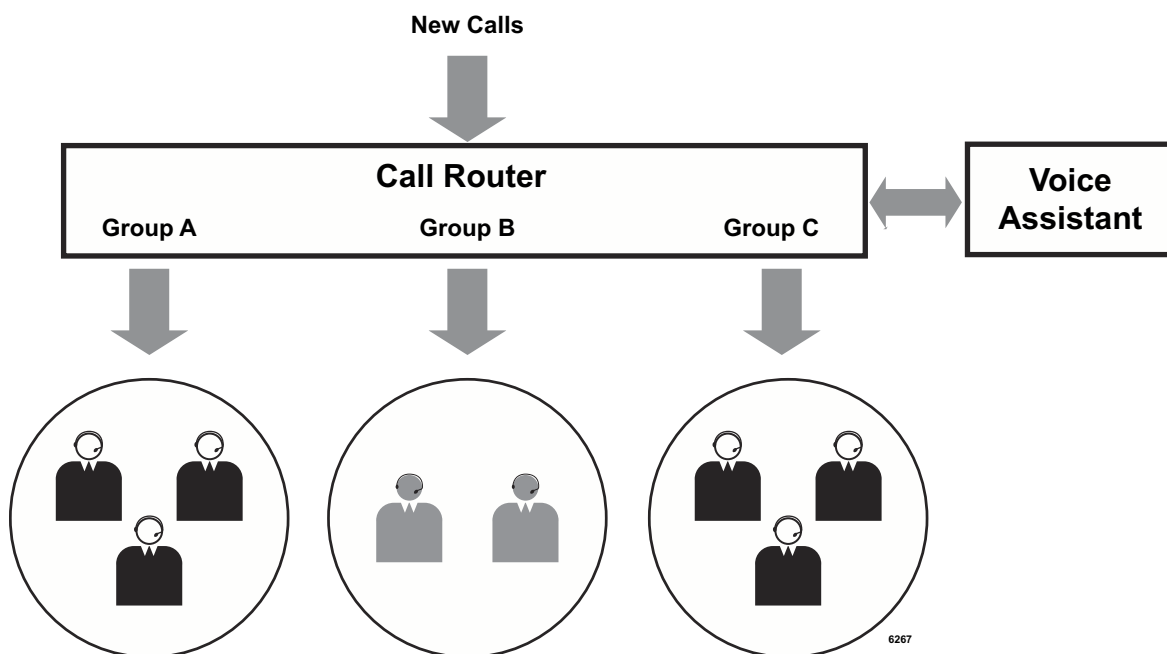 New Calls
Call Router
Voice
Assistant
Group A
Group B
Group C
6267